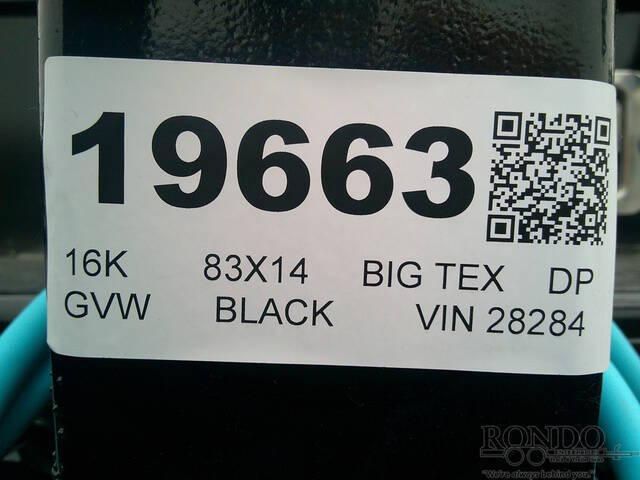 19663
16K 83X14 BIG TEX DP
GVW BLACK VIN 28284
RONDO
"We're always behind you."